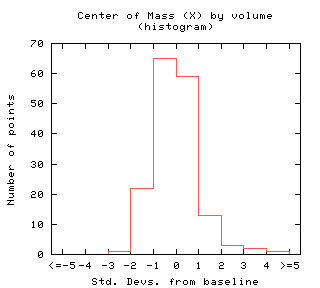 Center of Mass (X) by volume
(histogram)
70
60
50
40
30
20
10
0
Number of points
<=-5 -4 -3 -2 -1 0 1 2 3 4 >=5
Std. Devs. from baseline